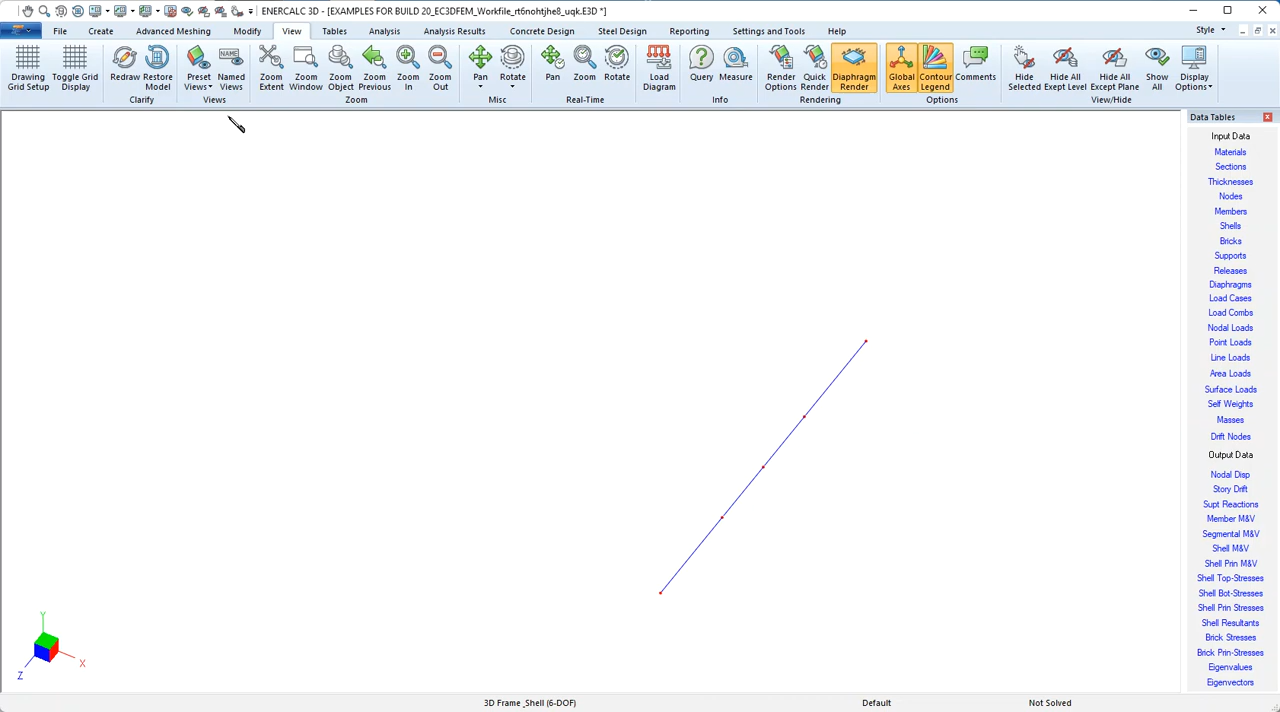 ENERCALC 3D - [EXAMPLES FOR BUILD 20_EC3DFEM_Workfile_rt6nohtjhe8_uqk.E3D *]
Style
File Create Advanced Meshing Modify View Tables Analysis Analysis Results Concrete Design Steel Design Reporting Settings and Tools Help
Drawing Grid Setup
Toggle Grid Display
Redraw
Restore Model
Preset Views
Name Views
Zoom Extent
Zoom Window
Zoom Object
Zoom Previous
Zoom In
Zoom Out
Pan
Rotate
Pan
Zoom
Rotate
Load Diagram
Query
Measure
Render Options
Quick Render
Diaphragm Render
Global Axes
Contour Legend
Comments
Hide Selected
Hide All Exept Level
Hide All Except Plane
Show All
Display Options
Clarify Views Zoom Misc Real-Time Info Rendering Options View/Hide
Data Tables
Input Data
Materials
Sections
Thicknesses
Nodes
Members
Shells
Bricks
Supports
Releases
Diaphragms
Load Cases
Load Combs
Nodal Loads
Point Loads
Line Loads
Area Loads
Surface Loads
Self Weights
Masses
Drift Nodes
Output Data
Nodal Disp
Story Drift
Supt Reactions
Member M&V
Segmental M&V
Shell M&V
Shell Prin M&V
Shell Top-Stresses
Shell Bot-Stresses
Shell Prin Stresses
Shell Resultants
Brick Stresses
Brick Prin-Stresses
Eigenvalues
Eigenvectors
Y
X
Z
3D Frame_Shell (6-DOF) Default Not Solved